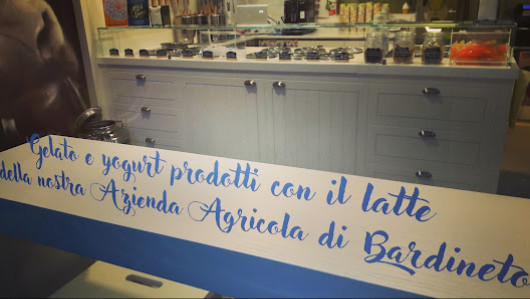 Gelato e yogurt prodotti con il latte
della nostra Azienda Agricola di Bardineto